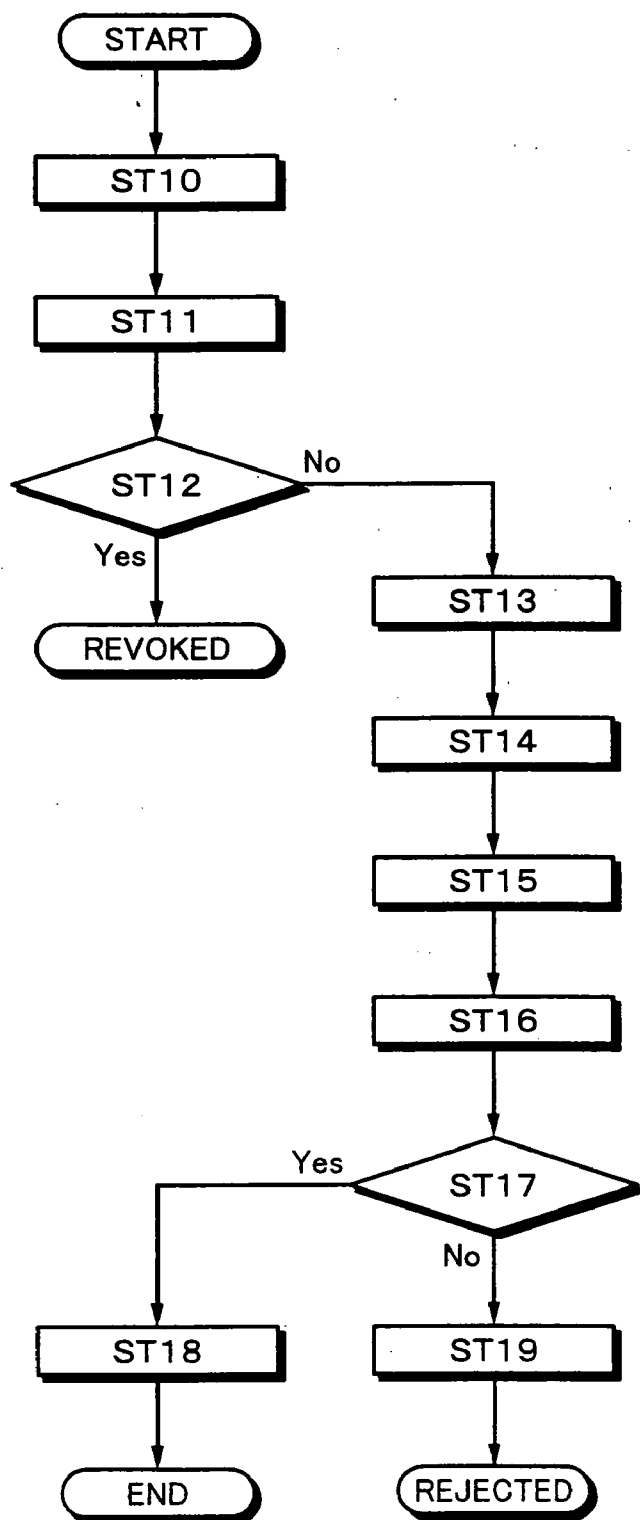 START
ST10
ST11
ST12
No
Yes
REVOKED
ST13
ST14
ST15
ST16
ST17
Yes
No
ST18
ST19
END
REJECTED